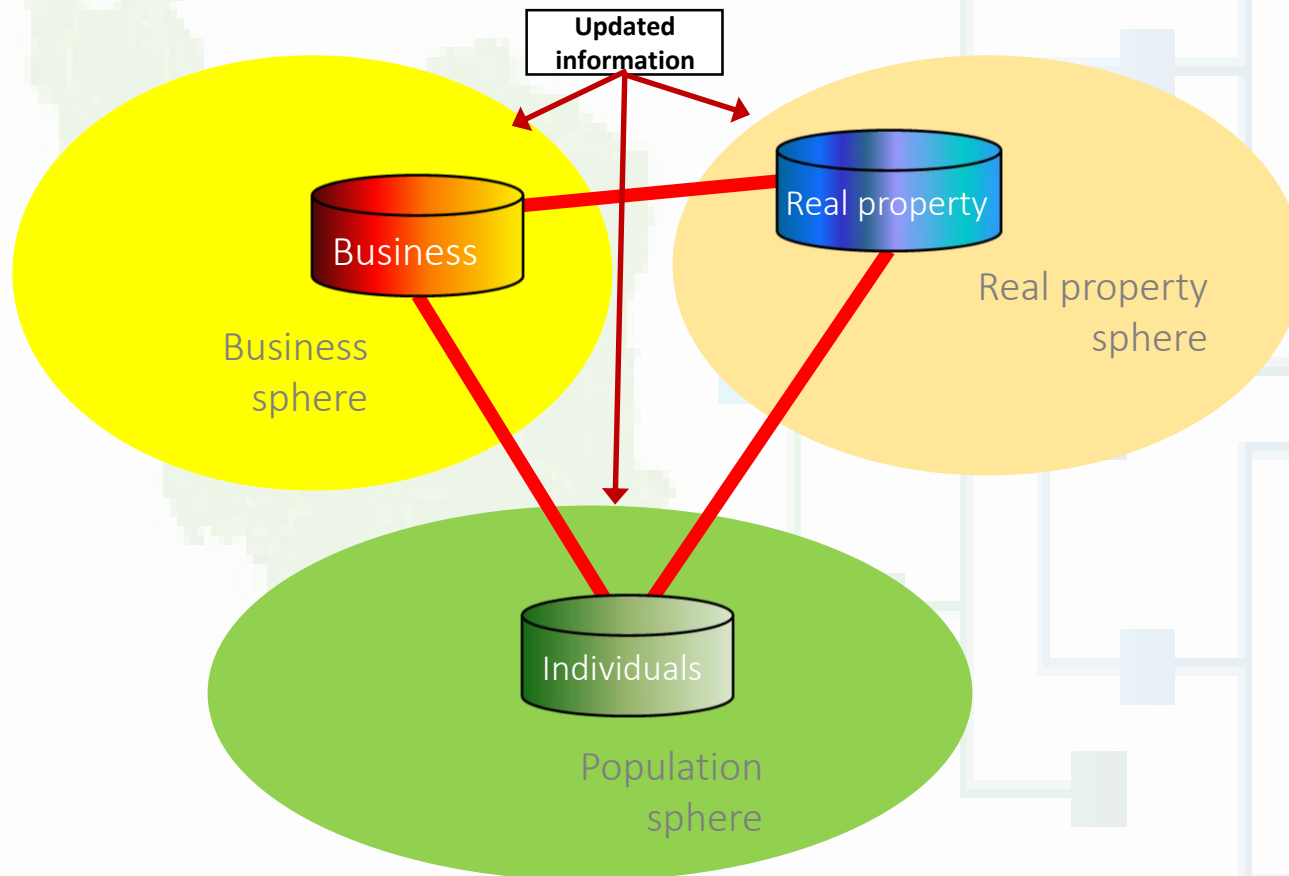 Updated
information
Business
Real property
Business
sphere
Real property
sphere
Individuals
Population
sphere